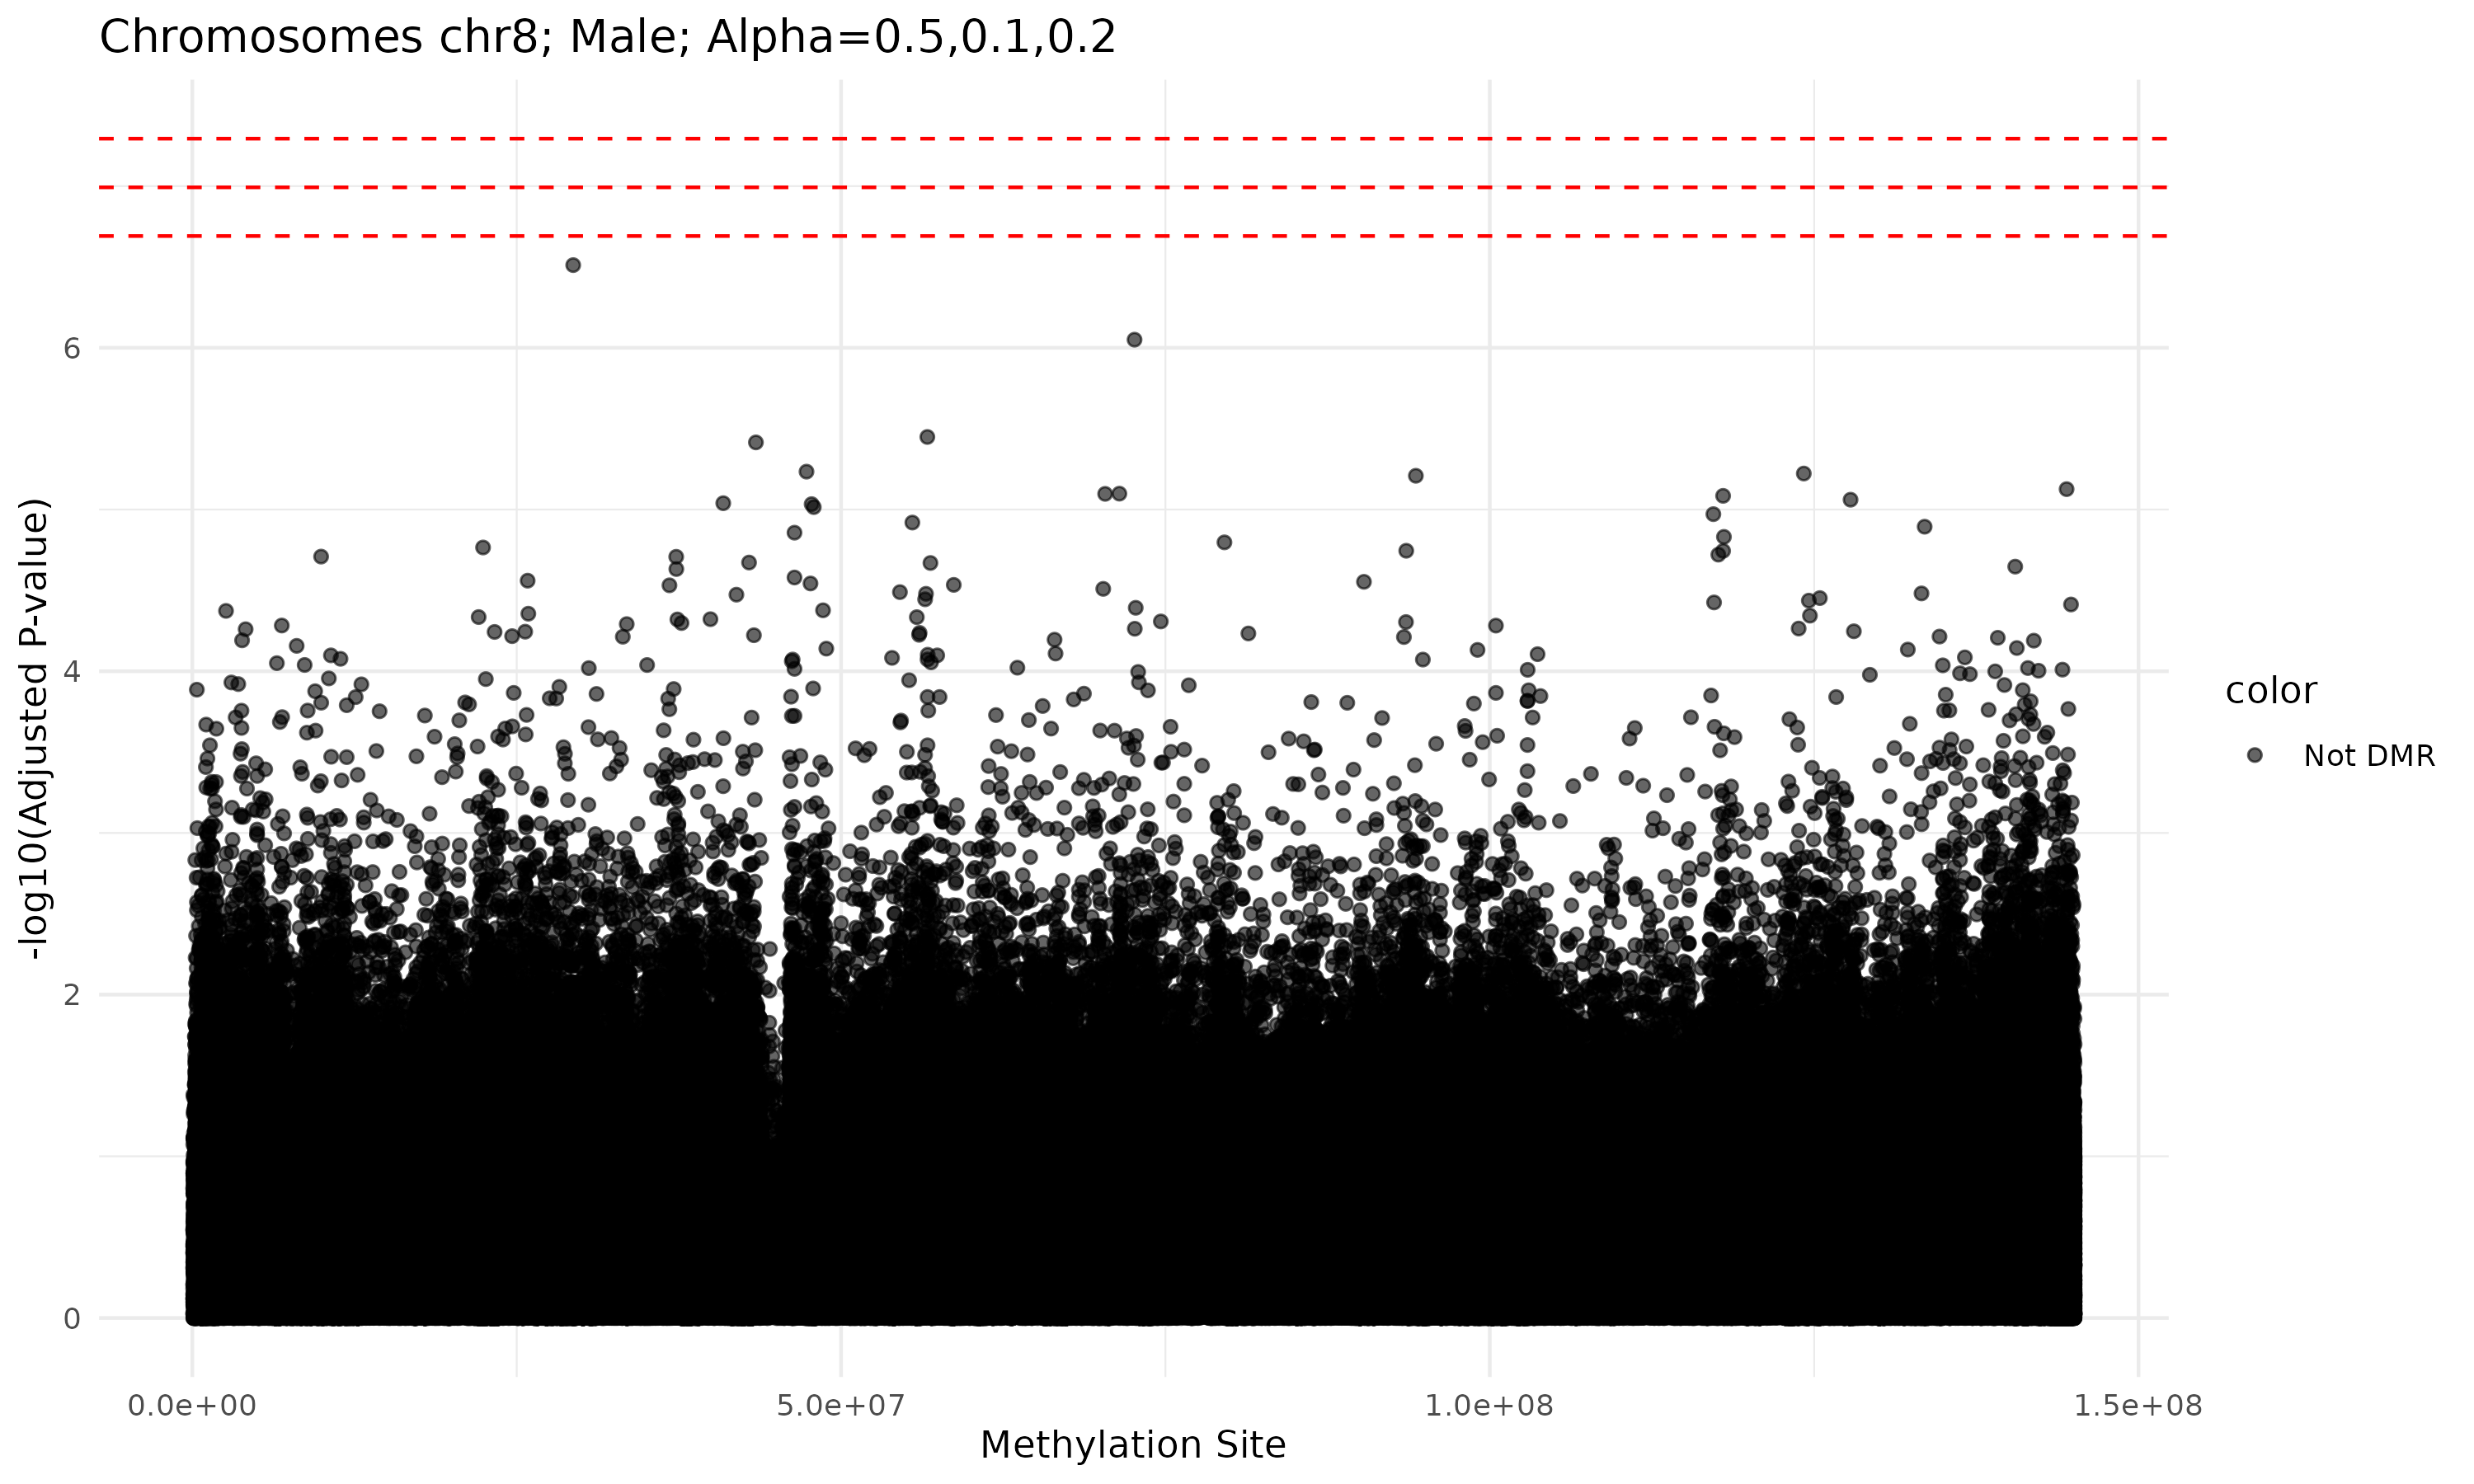 Chromosomes chr8; Male; Alpha=0.5,0.1,0.2
-log10(Adjusted P-value)
6
4
2
0
0.0e+00
5.0e+07
1.0e+08
1.5e+08
Methylation Site
color
Not DMR